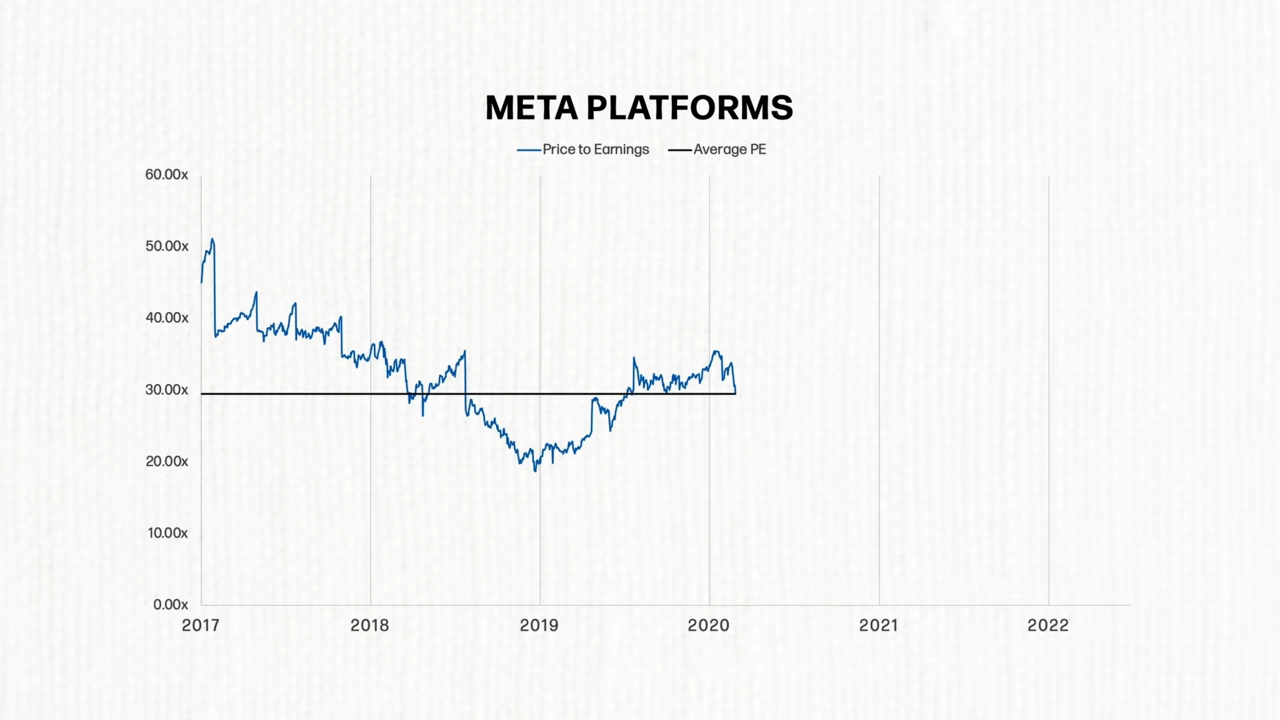 META PLATFORMS
Price to Earnings Average PE
60.00x
50.00x
40.00x
30.00x
20.00x
10.00x
0.00x
2017 2018 2019 2020 2021 2022